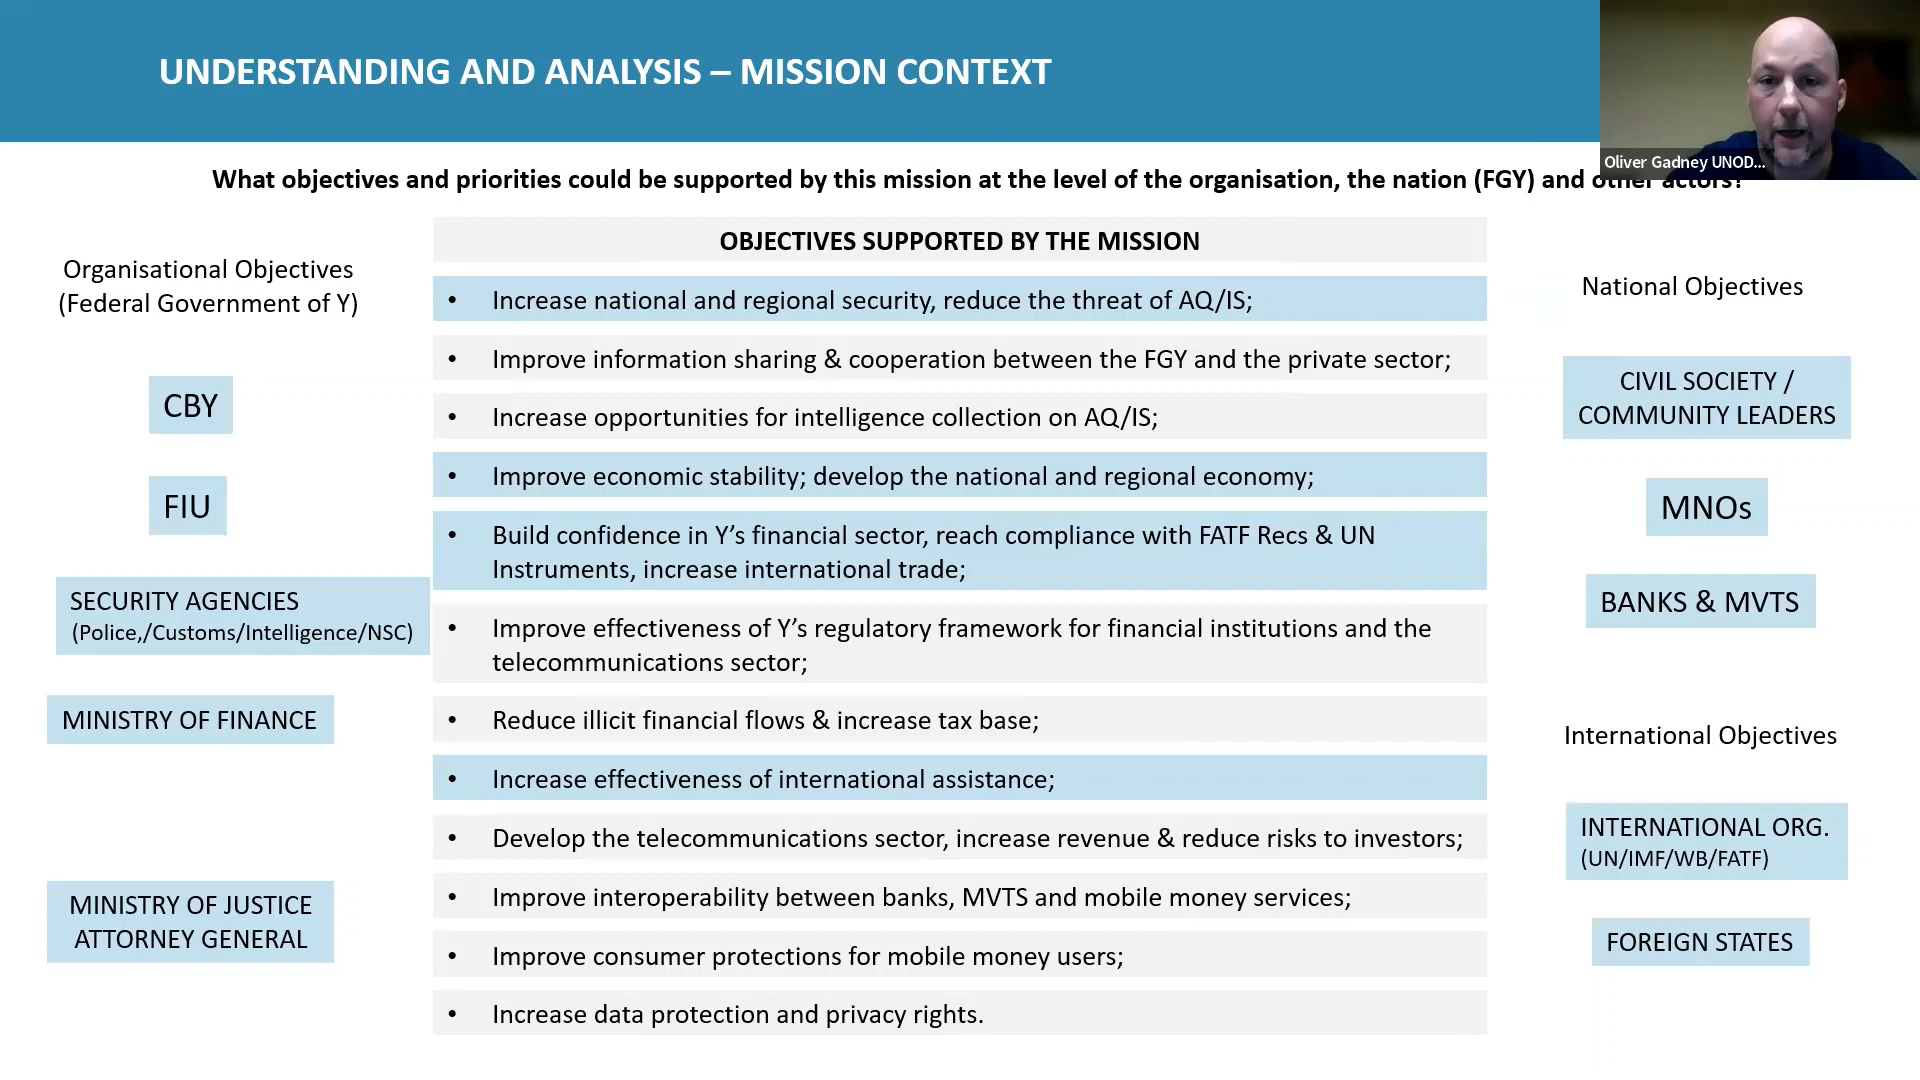 UNDERSTANDING AND ANALYSIS – MISSION CONTEXT
Oliver Gadney UNOD...
What objectives and priorities could be supported by this mission at the level of the organisation, the nation (FGY) and other actors?
Organisational Objectives
(Federal Government of Y)
CBY
FIU
SECURITY AGENCIES
(Police,/Customs/Intelligence/NSC)
MINISTRY OF FINANCE
MINISTRY OF JUSTICE
ATTORNEY GENERAL
OBJECTIVES SUPPORTED BY THE MISSION
• Increase national and regional security, reduce the threat of AQ/IS;
• Improve information sharing & cooperation between the FGY and the private sector;
• Increase opportunities for intelligence collection on AQ/IS;
• Improve economic stability; develop the national and regional economy;
• Build confidence in Y’s financial sector, reach compliance with FATF Recs & UN
Instruments, increase international trade;
• Improve effectiveness of Y’s regulatory framework for financial institutions and the
telecommunications sector;
• Reduce illicit financial flows & increase tax base;
• Increase effectiveness of international assistance;
• Develop the telecommunications sector, increase revenue & reduce risks to investors;
• Improve interoperability between banks, MVTS and mobile money services;
• Improve consumer protections for mobile money users;
• Increase data protection and privacy rights.
National Objectives
CIVIL SOCIETY /
COMMUNITY LEADERS
MNOs
BANKS & MVTS
International Objectives
INTERNATIONAL ORG.
(UN/IMF/WB/FATF)
FOREIGN STATES